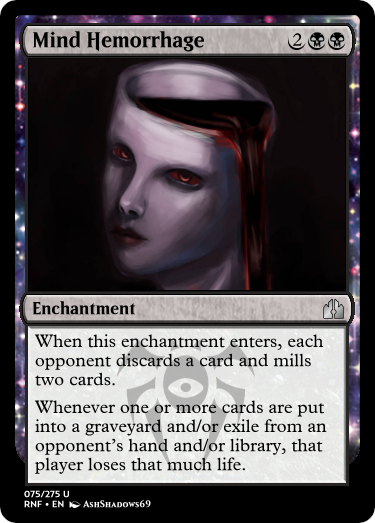 Mind Hemorrhage 2
Enchantment
When this enchantment enters, each
opponent discards a card and mills
two cards.
Whenever one or more cards are put
into a graveyard and/or exile from an
opponent's hand and/or library, that
player loses that much life.
075/275 U
RNF • EN AshShadows69